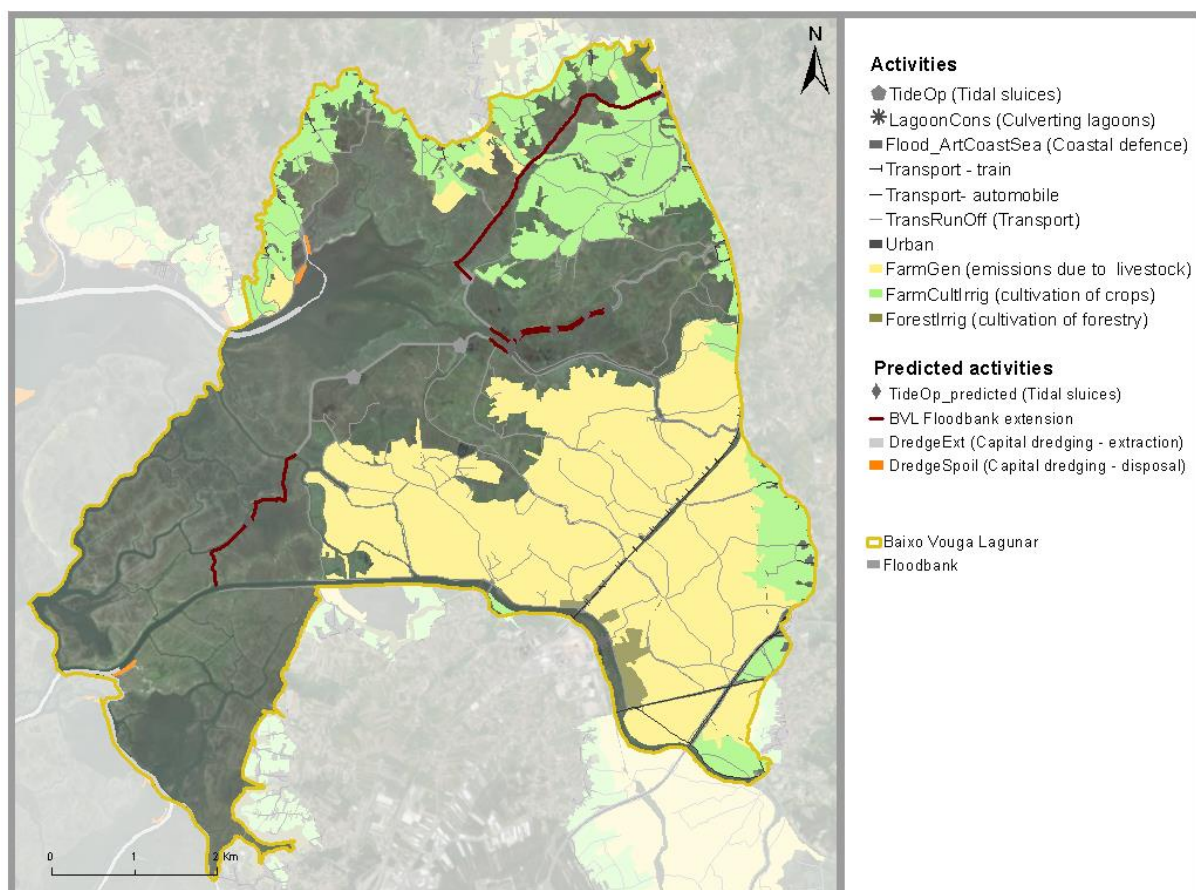 N
0 1 2 Km
Activities
TideOp (Tidal sluices)
LagoonCons (Culverting lagoons)
Flood_ArtCoastSea (Coastal defence)
Transport - train
Transport- automobile
TransRunOff (Transport)
Urban
FarmGen (emissions due to livestock)
FarmCultIrrig (cultivation of crops)
ForestIrrig (cultivation of forestry)
Predicted activities
TideOp_predicted (Tidal sluices)
BVL Floodbank extension
DredgeExt (Capital dredging - extraction)
DredgeSpoil (Capital dredging - disposal)
Baixo Vouga Lagunar
Floodbank